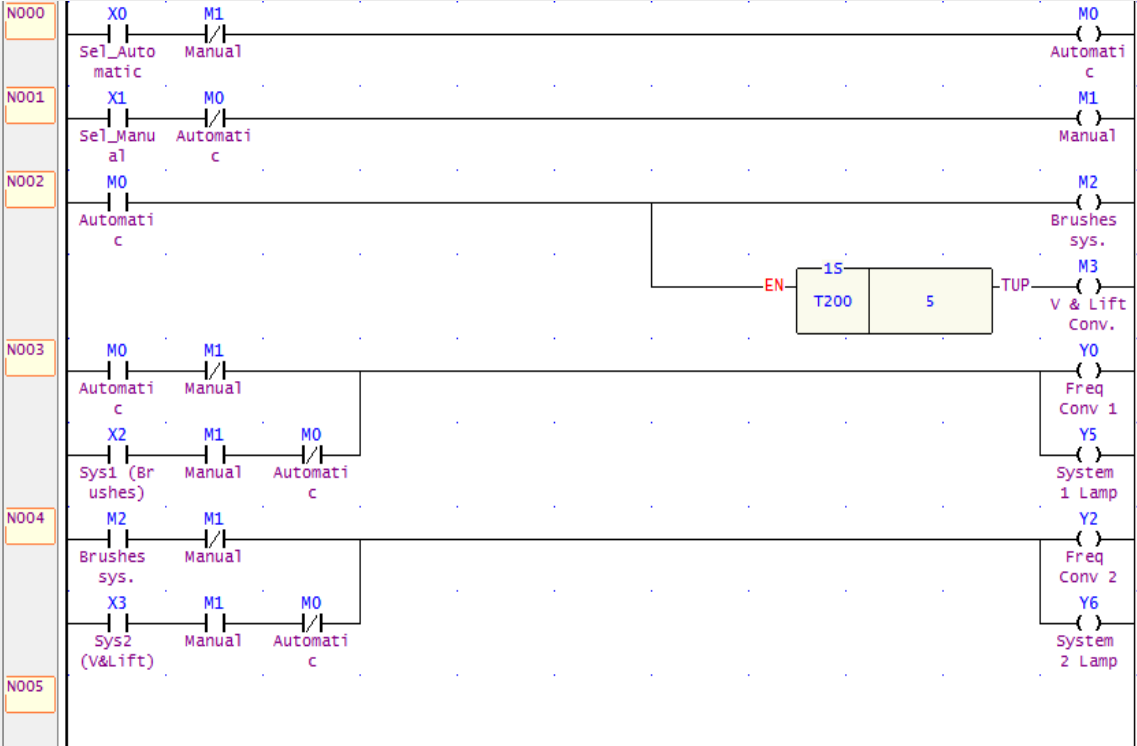 N000 X0 M1 M0
Sel_Auto Manual Automati
matic c
N001 X1 M0 M1
Sel_Manu Automati Manual
al c
N002 M0 M2
Automati Brushes
c sys.
1S M3
EN T200 5 TUP
V & Lift
Conv.
N003 M0 M1 Y0
Automati Manual Freq
c Conv 1
X2 M1 M0 Y5
Sys1 (Br Manual Automati System
ushes) c 1 Lamp
N004 M2 M1 Y2
Brushes Manual Freq
sys. Conv 2
X3 M1 M0 Y6
Sys2 Manual Automati System
(V&Lift) c 2 Lamp
N005